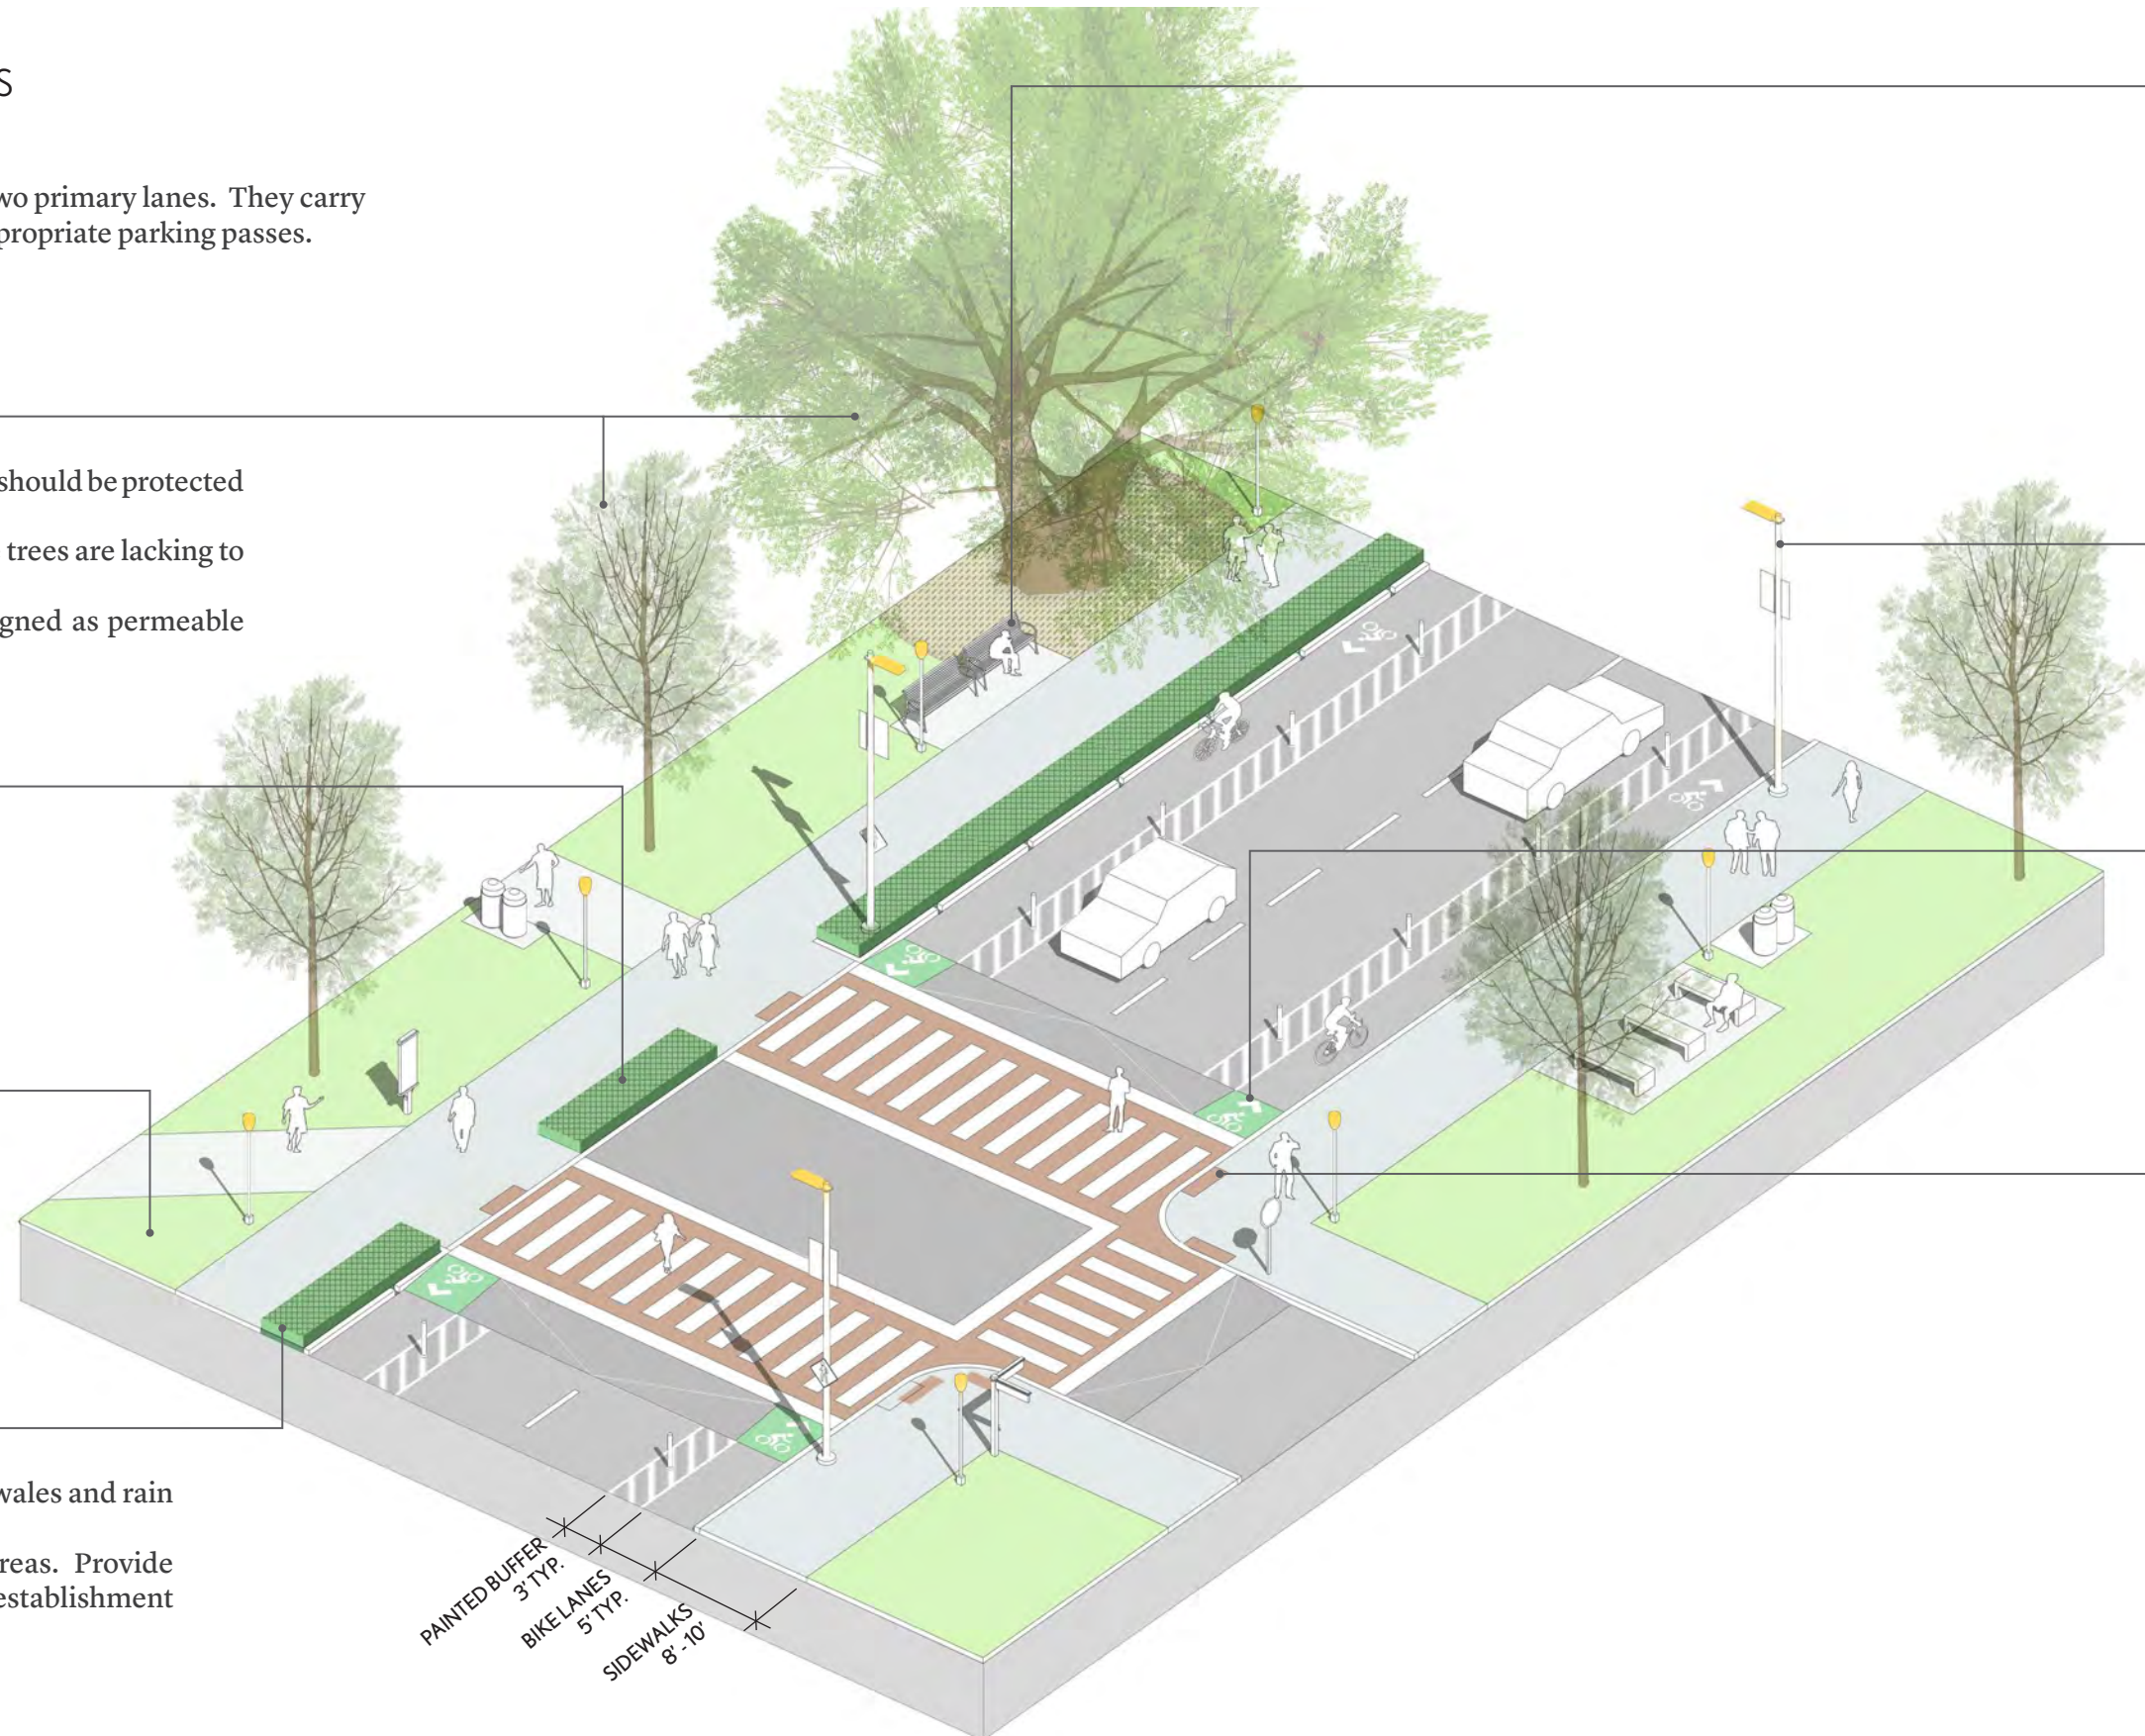 S
wo primary lanes. They carry
propriate parking passes.
should be protected
trees are lacking to
igned as permeable
wales and rain
reas. Provide
establishment
PAINTED BUFFER
3' TYP.
BIKE LANES
5' TYP.
SIDEWALKS
8' - 10'